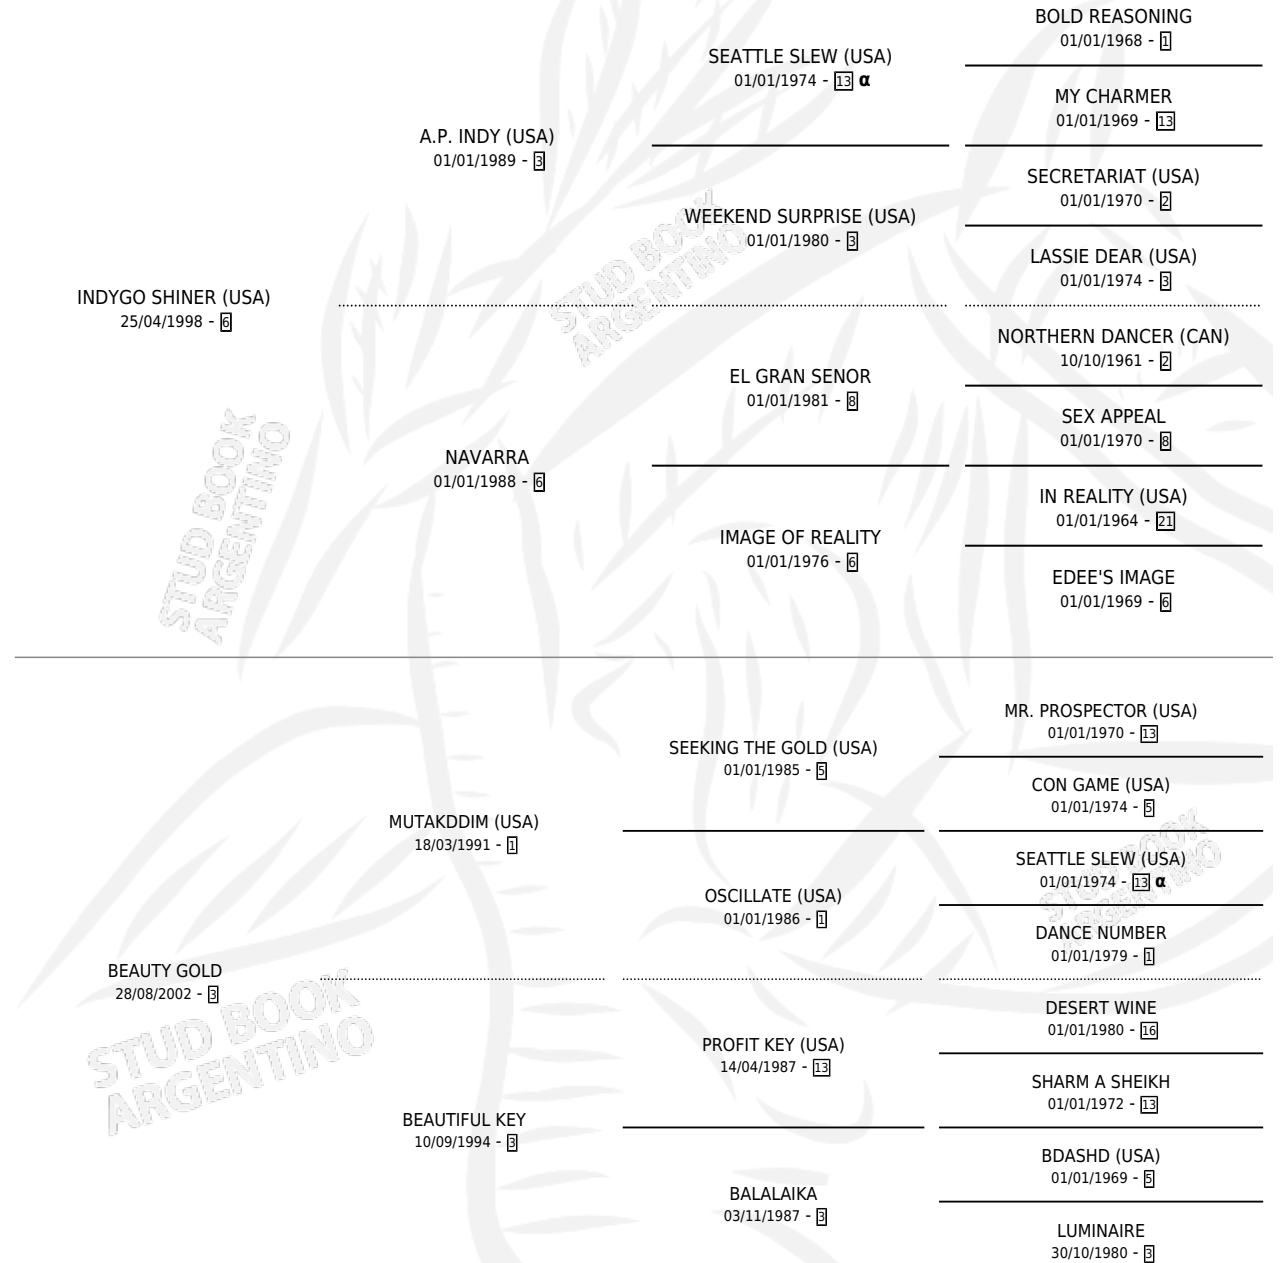 BOLD REASONING
01/01/1968 - 1
SEATTLE SLEW (USA)
01/01/1974 - 13 α
MY CHARMER
01/01/1969 - 13
A.P. INDY (USA)
01/01/1989 - 3
SECRETARIAT (USA)
01/01/1970 - 2
WEEKEND SURPRISE (USA)
01/01/1980 - 3
LASSIE DEAR (USA)
01/01/1974 - 3
STUD BOOK
ARGENTINO
INDYGO SHINER (USA)
25/04/1998 - 6
NORTHERN DANCER (CAN)
10/10/1961 - 2
EL GRAN SENOR
01/01/1981 - 8
SEX APPEAL
01/01/1970 - 8
NAVARRA
01/01/1988 - 6
IN REALITY (USA)
01/01/1964 - 21
IMAGE OF REALITY
01/01/1976 - 6
EDEE'S IMAGE
01/01/1969 - 6
STUD BOOK
ARGENTINO
MR. PROSPECTOR (USA)
01/01/1970 - 13
SEEKING THE GOLD (USA)
01/01/1985 - 5
CON GAME (USA)
01/01/1974 - 5
MUTAKDDIM (USA)
18/03/1991 - 1
SEATTLE SLEW (USA)
01/01/1974 - 13 α
OSCILLATE (USA)
01/01/1986 - 1
DANCE NUMBER
01/01/1979 - 1
STUD BOOK
ARGENTINO
BEAUTY GOLD
28/08/2002 - 3
DESERT WINE
01/01/1980 - 16
PROFIT KEY (USA)
14/04/1987 - 13
SHARM A SHEIKH
01/01/1972 - 13
BEAUTIFUL KEY
10/09/1994 - 3
BDASHD (USA)
01/01/1969 - 5
BALALAIKA
03/11/1987 - 3
LUMINAIRE
30/10/1980 - 3
STUD BOOK
ARGENTINO